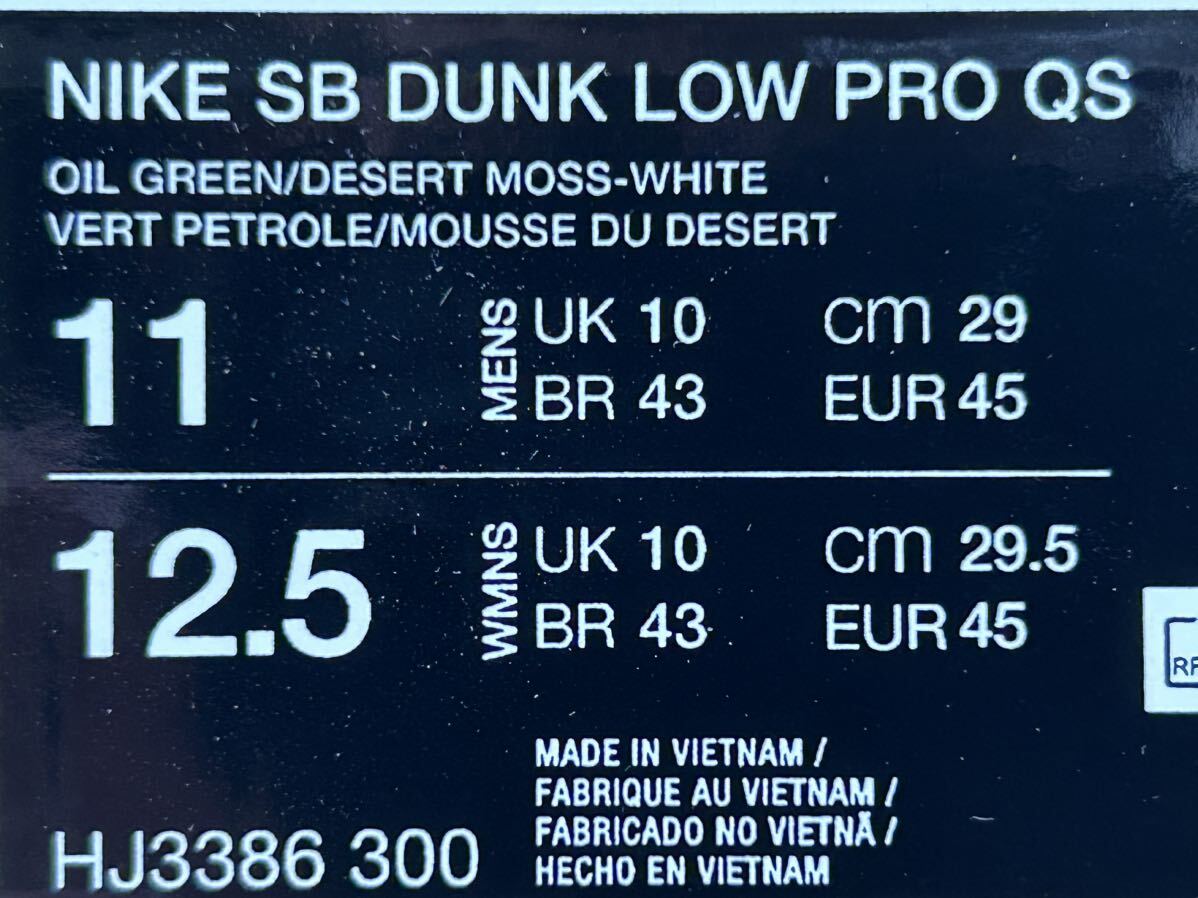 NIKE SB DUNK LOW PRO QS
OIL GREEN/DESERT MOSS-WHITE
VERT PETROLE/MOUSSE DU DESERT
11 MENS UK 10 CM 29
BR 43 EUR 45
12.5 WMNS UK 10 CM 29.5
BR 43 EUR 45
MADE IN VIETNAM /
FABRIQUE AU VIETNAM /
FABRICADO NO VIETNÃ /
HECHO EN VIETNAM
HJ3386 300